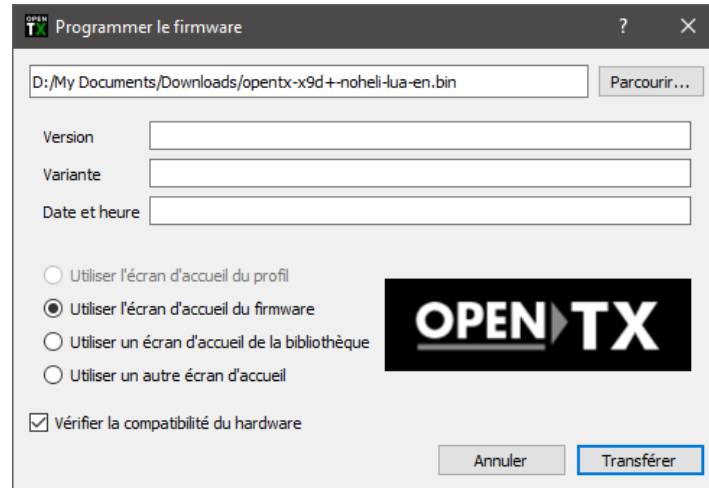 OPEN TX Programmer le firmware ?
D:/My Documents/Downloads/opentx-x9d+-noheli-lua-en.bin Parcourir...
Version
Variante
Date et heure
Utiliser l'écran d'accueil du profil
Utiliser l'écran d'accueil du firmware
Utiliser un écran d'accueil de la bibliothèque
Utiliser un autre écran d'accueil
OPEN TX
Vérifier la compatibilité du hardware
Annuler Transférer